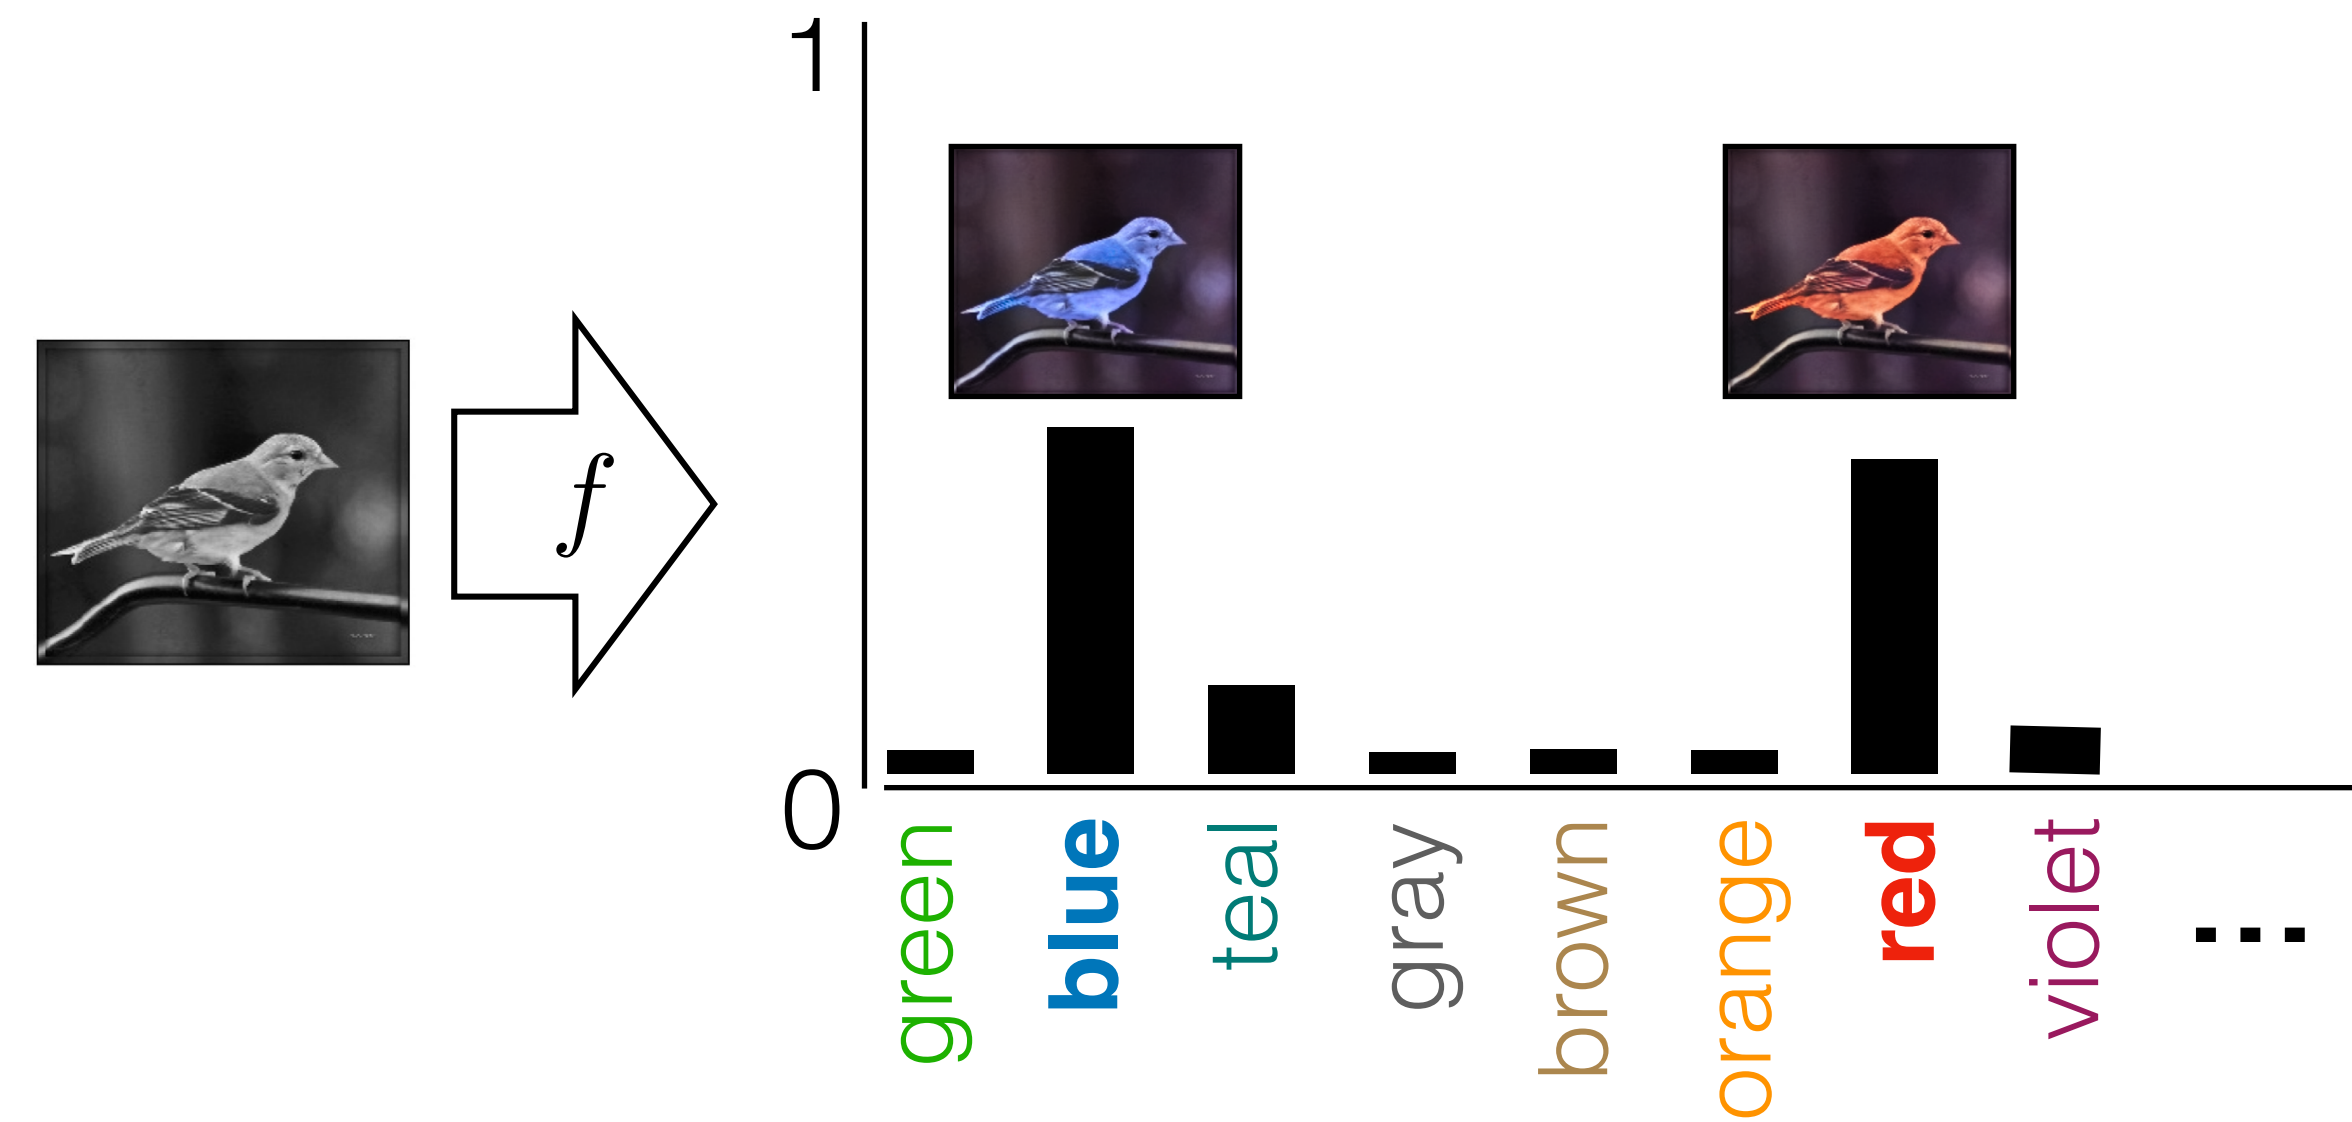 1
f
0
green
blue
teal
gray
brown
orange
red
violet
...